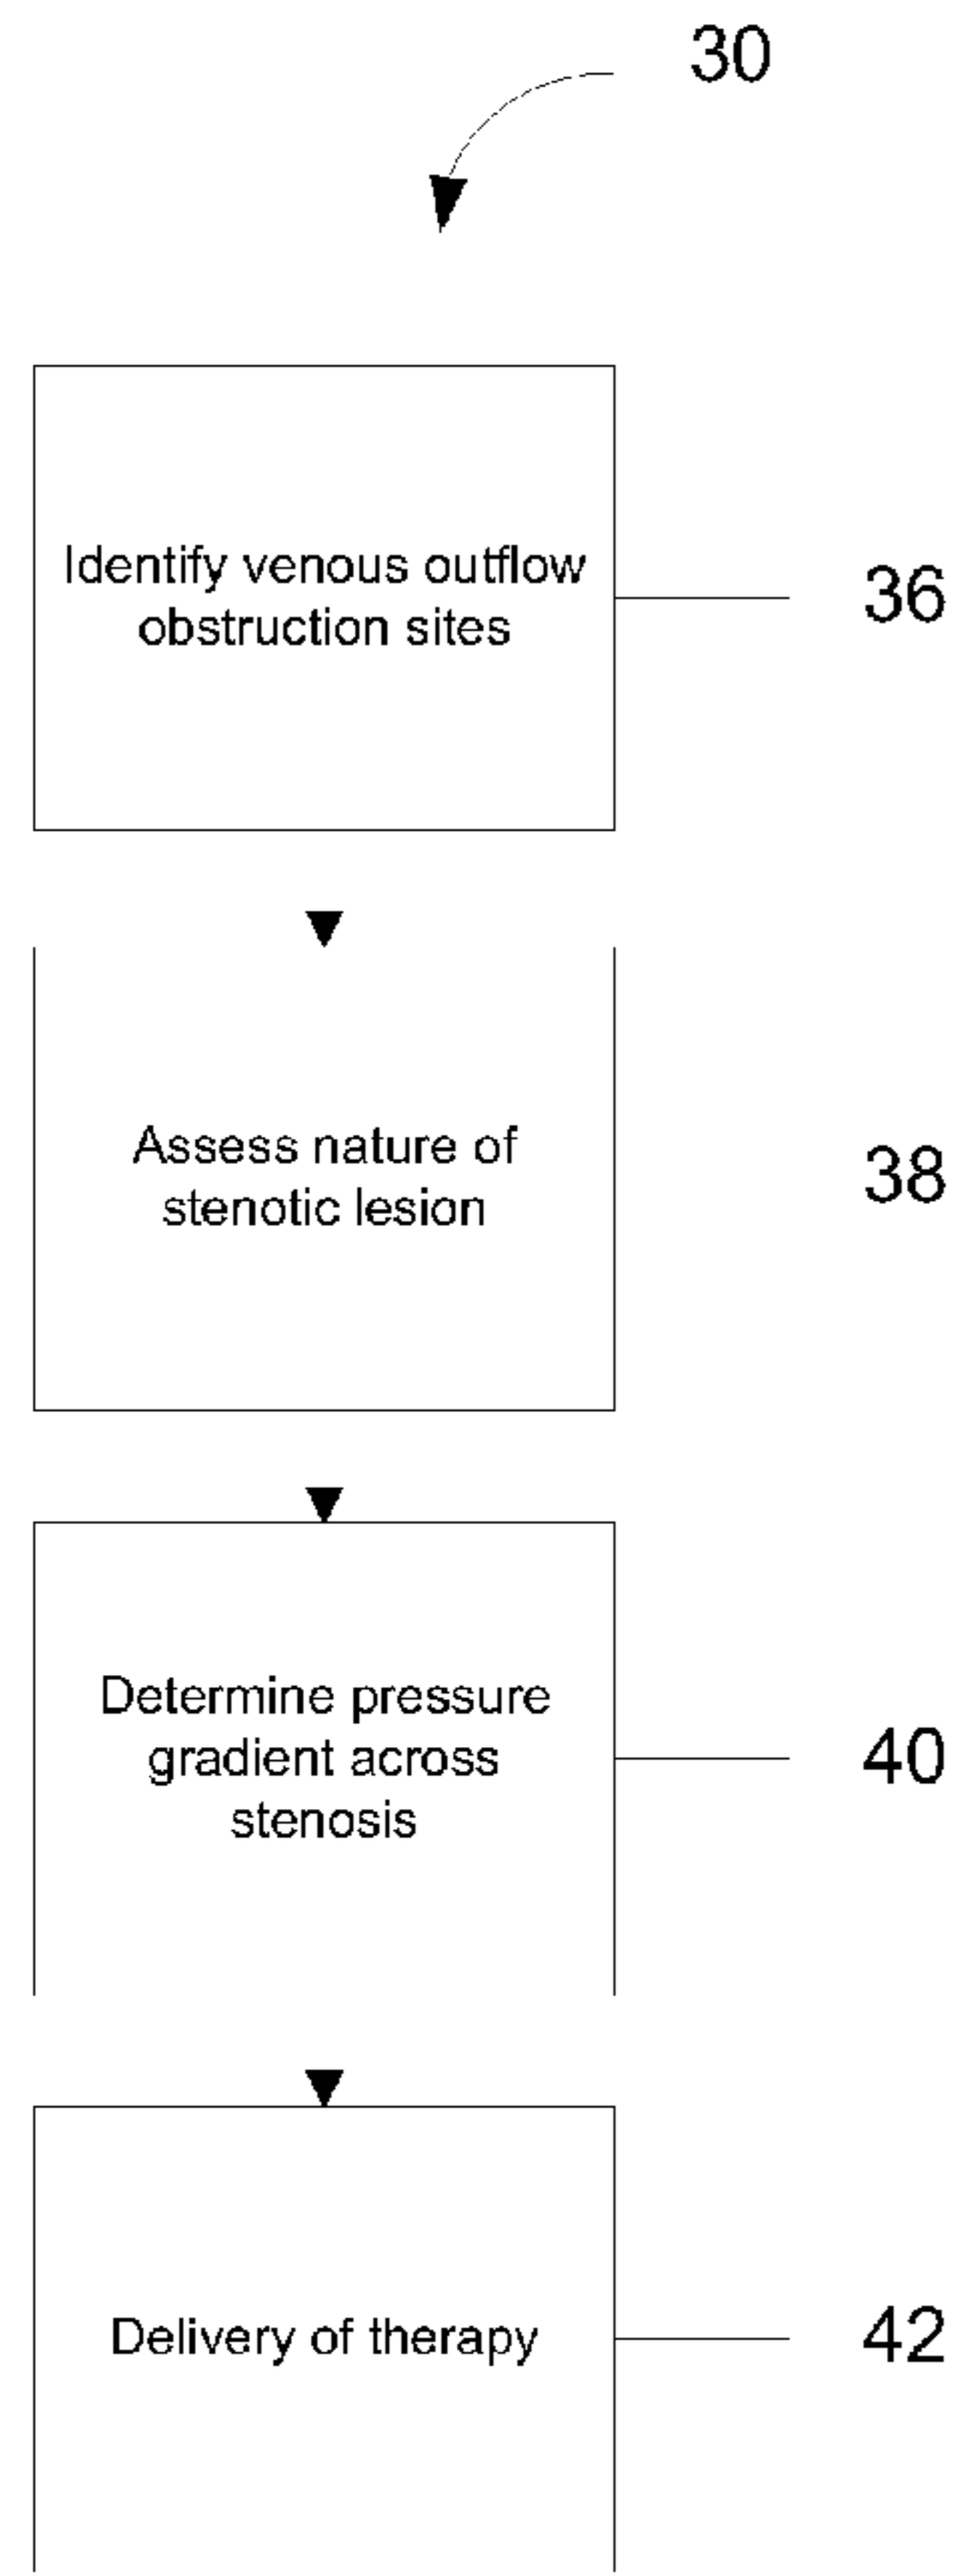 30
Identify venous outflow
obstruction sites
36
Assess nature of
stenotic lesion
38
Determine pressure
gradient across
stenosis
40
Delivery of therapy
42